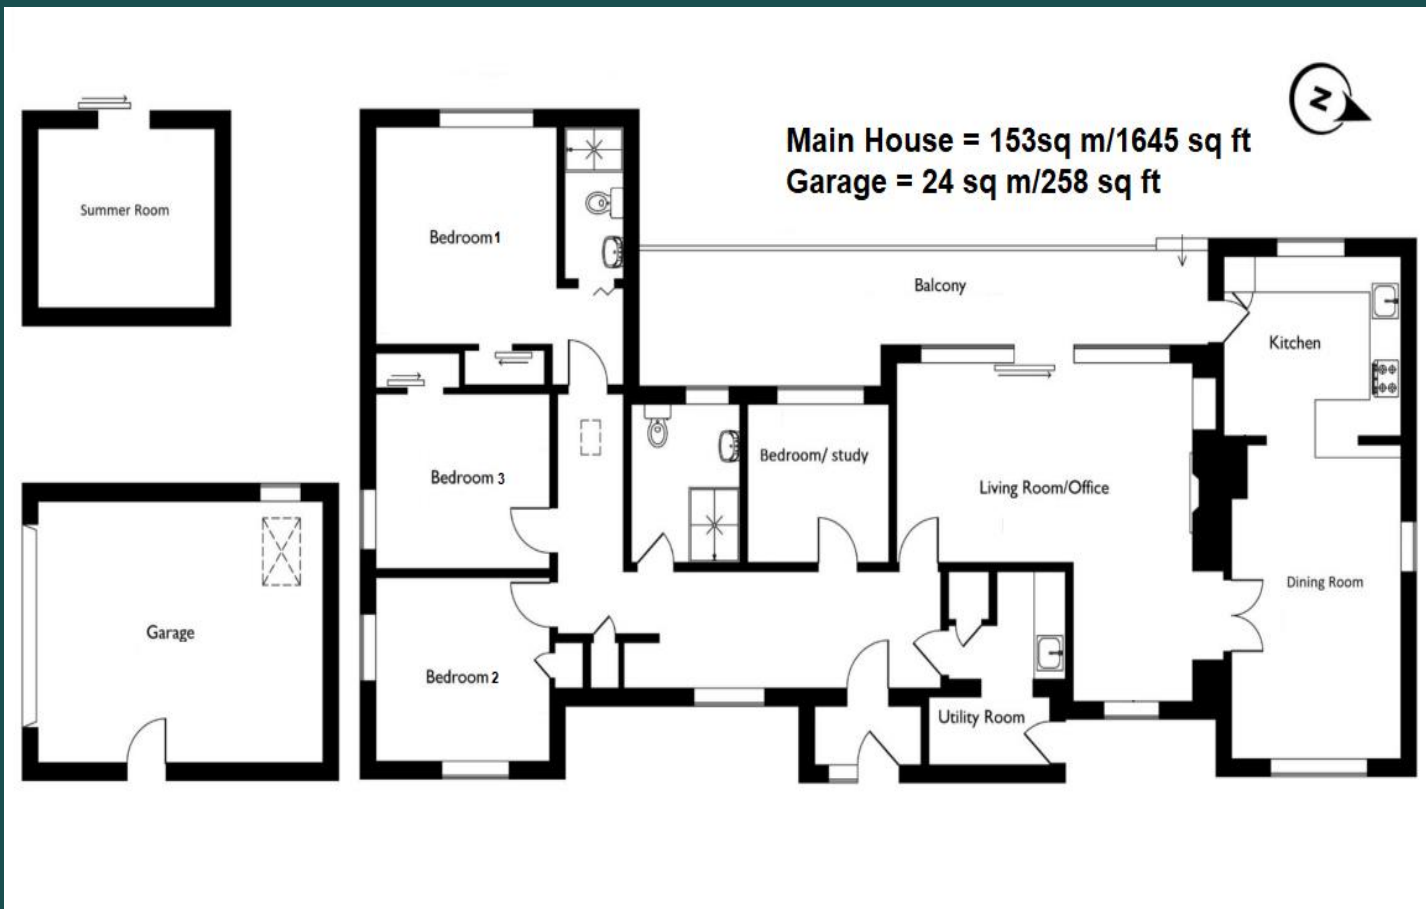 N
Main House = 153sq m/1645 sq ft
Garage = 24 sq m/258 sq ft
Summer Room
Bedroom 1
Balcony
Kitchen
Bedroom 3
Bedroom/ study
Living Room/Office
Dining Room
Garage
Bedroom 2
Utility Room